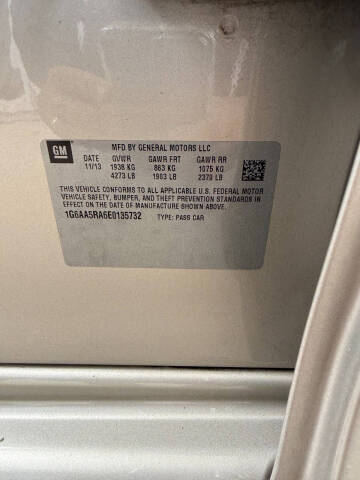 GM
MFD BY GENERAL MOTORS LLC
DATE GVWR GAWR FRT GAWR RR
11/13 1938 KG 863 KG 1075 KG
4273 LB 1903 LB 2370 LB
THIS VEHICLE CONFORMS TO ALL APPLICABLE U.S. FEDERAL MOTOR
VEHICLE SAFETY, BUMPER, AND THEFT PREVENTION STANDARDS IN
EFFECT ON THE DATE OF MANUFACTURE SHOWN ABOVE.
1G6AA5RA6E0135732 TYPE: PASS CAR